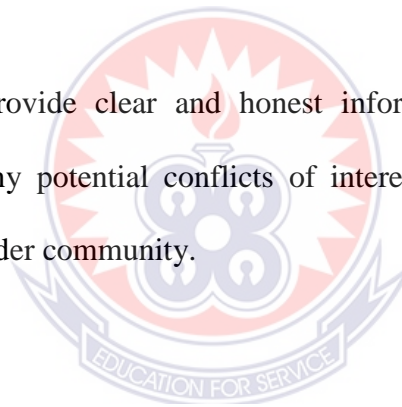 rovide clear and honest infor
ny potential conflicts of intere
der community.
EDUCATION FOR SERVICE